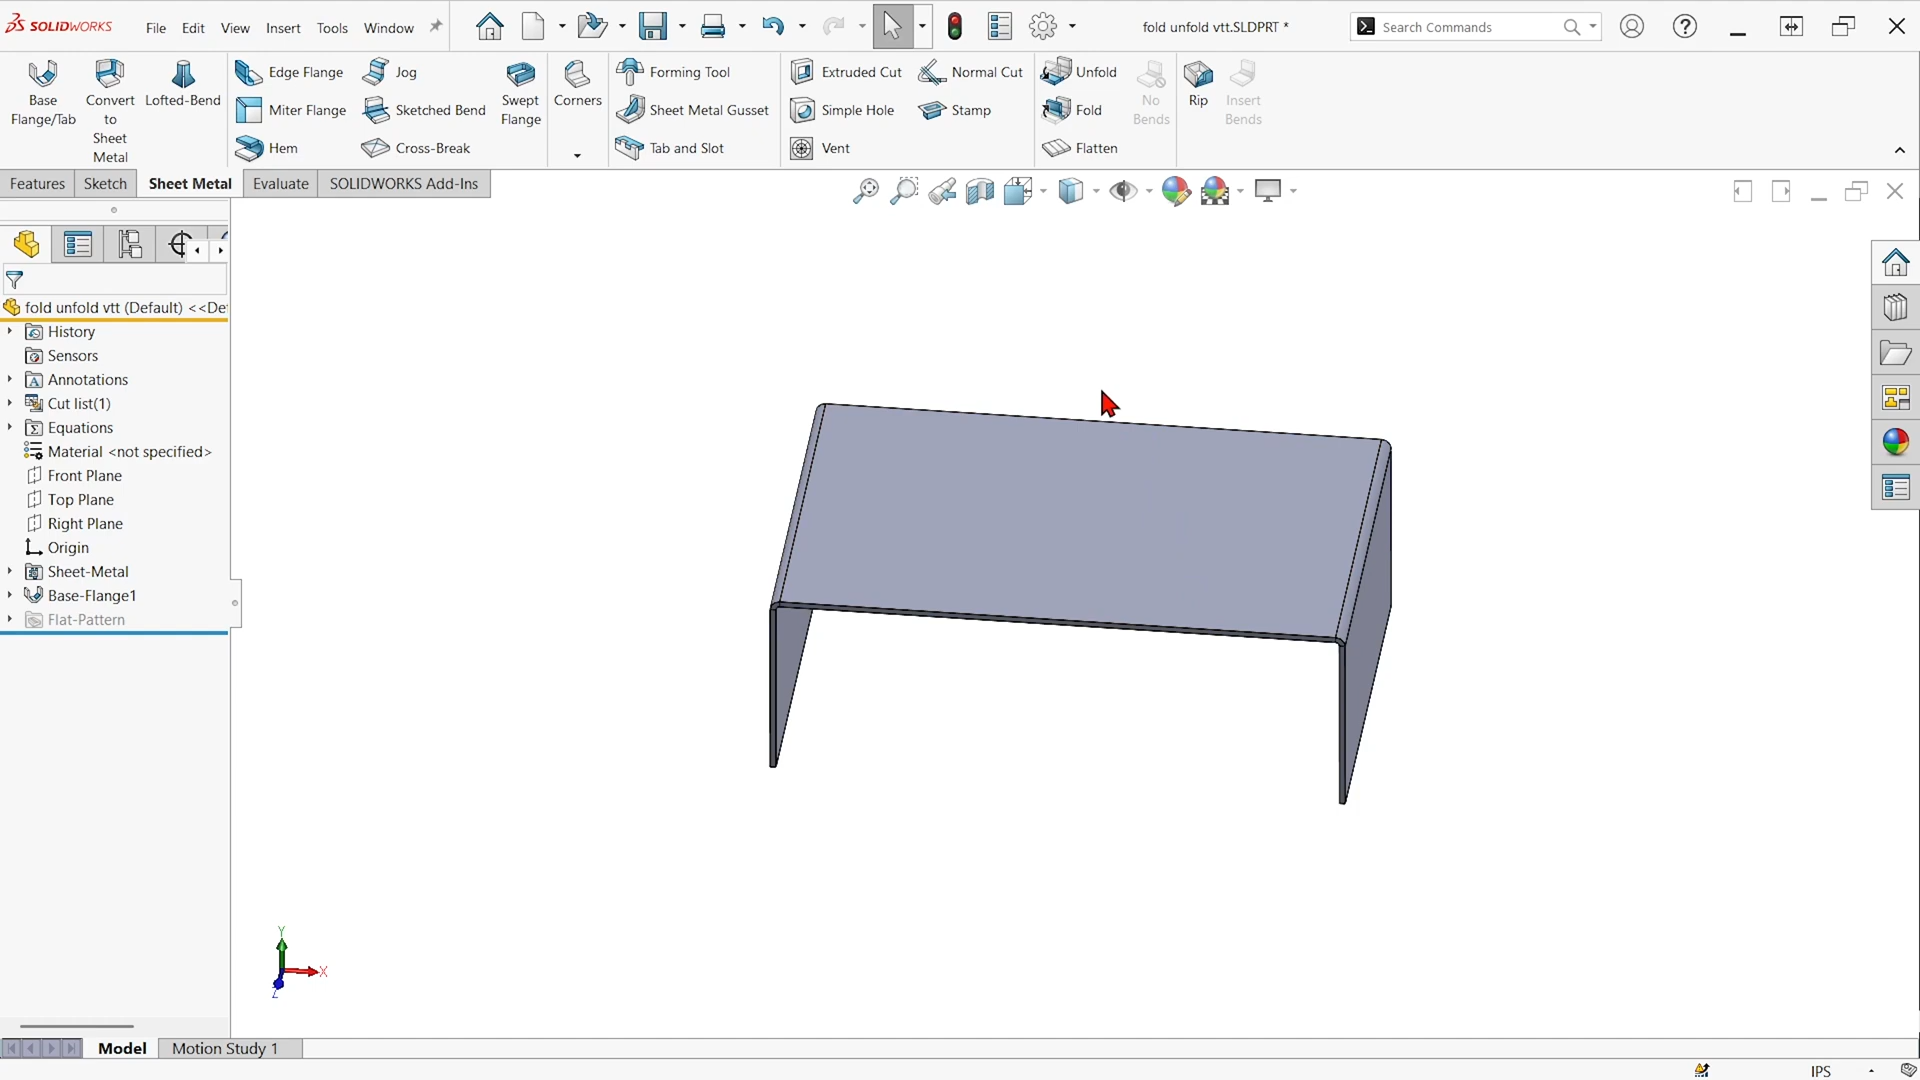 SOLIDWORKS File Edit View Insert Tools Window fold unfold vtt.SLDPRT * Search Commands
Base Flange/Tab
Convert to Sheet Metal
Lofted-Bend
Edge Flange
Miter Flange
Hem
Jog
Sketched Bend
Cross-Break
Swept Flange
Corners
Forming Tool
Sheet Metal Gusset
Tab and Slot
Extruded Cut
Simple Hole
Vent
Normal Cut
Stamp
Unfold
Fold
Flatten
No Bends
Rip
Insert Bends
Features Sketch Sheet Metal Evaluate SOLIDWORKS Add-Ins
fold unfold vtt (Default) <<De
History
Sensors
Annotations
Cut list(1)
Equations
Material <not specified>
Front Plane
Top Plane
Right Plane
Origin
Sheet-Metal
Base-Flange1
Flat-Pattern
Y
X
Z
Model Motion Study 1
IPS